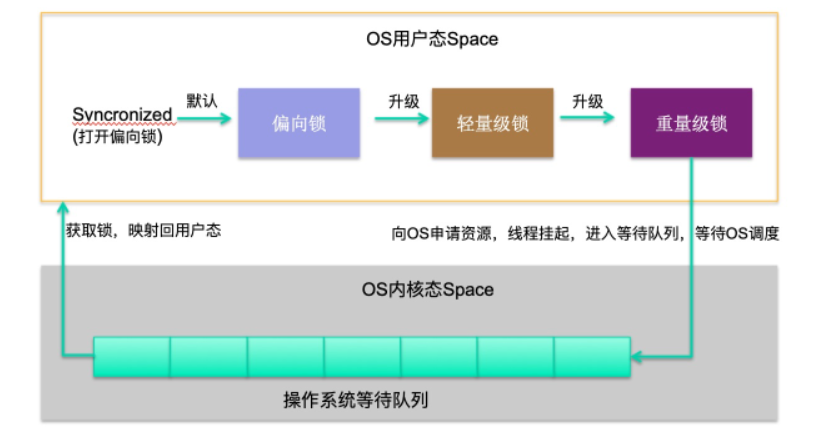 OS用户态Space
Syncronized
(打开偏向锁)
默认
偏向锁
升级
轻量级锁
升级
重量级锁
获取锁，映射回用户态
向OS申请资源，线程挂起，进入等待队列，等待OS调度
OS内核态Space
操作系统等待队列